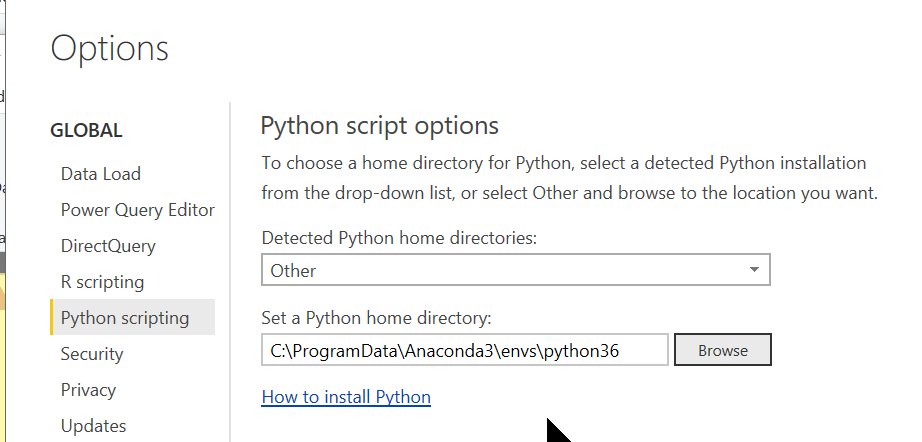 Options
GLOBAL
Data Load
Power Query Editor
DirectQuery
R scripting
Python scripting
Security
Privacy
Updates
Python script options
To choose a home directory for Python, select a detected Python installation
from the drop-down list, or select Other and browse to the location you want.
Detected Python home directories:
Other
Set a Python home directory:
C:\ProgramData\Anaconda3\envs\python36
Browse
How to install Python